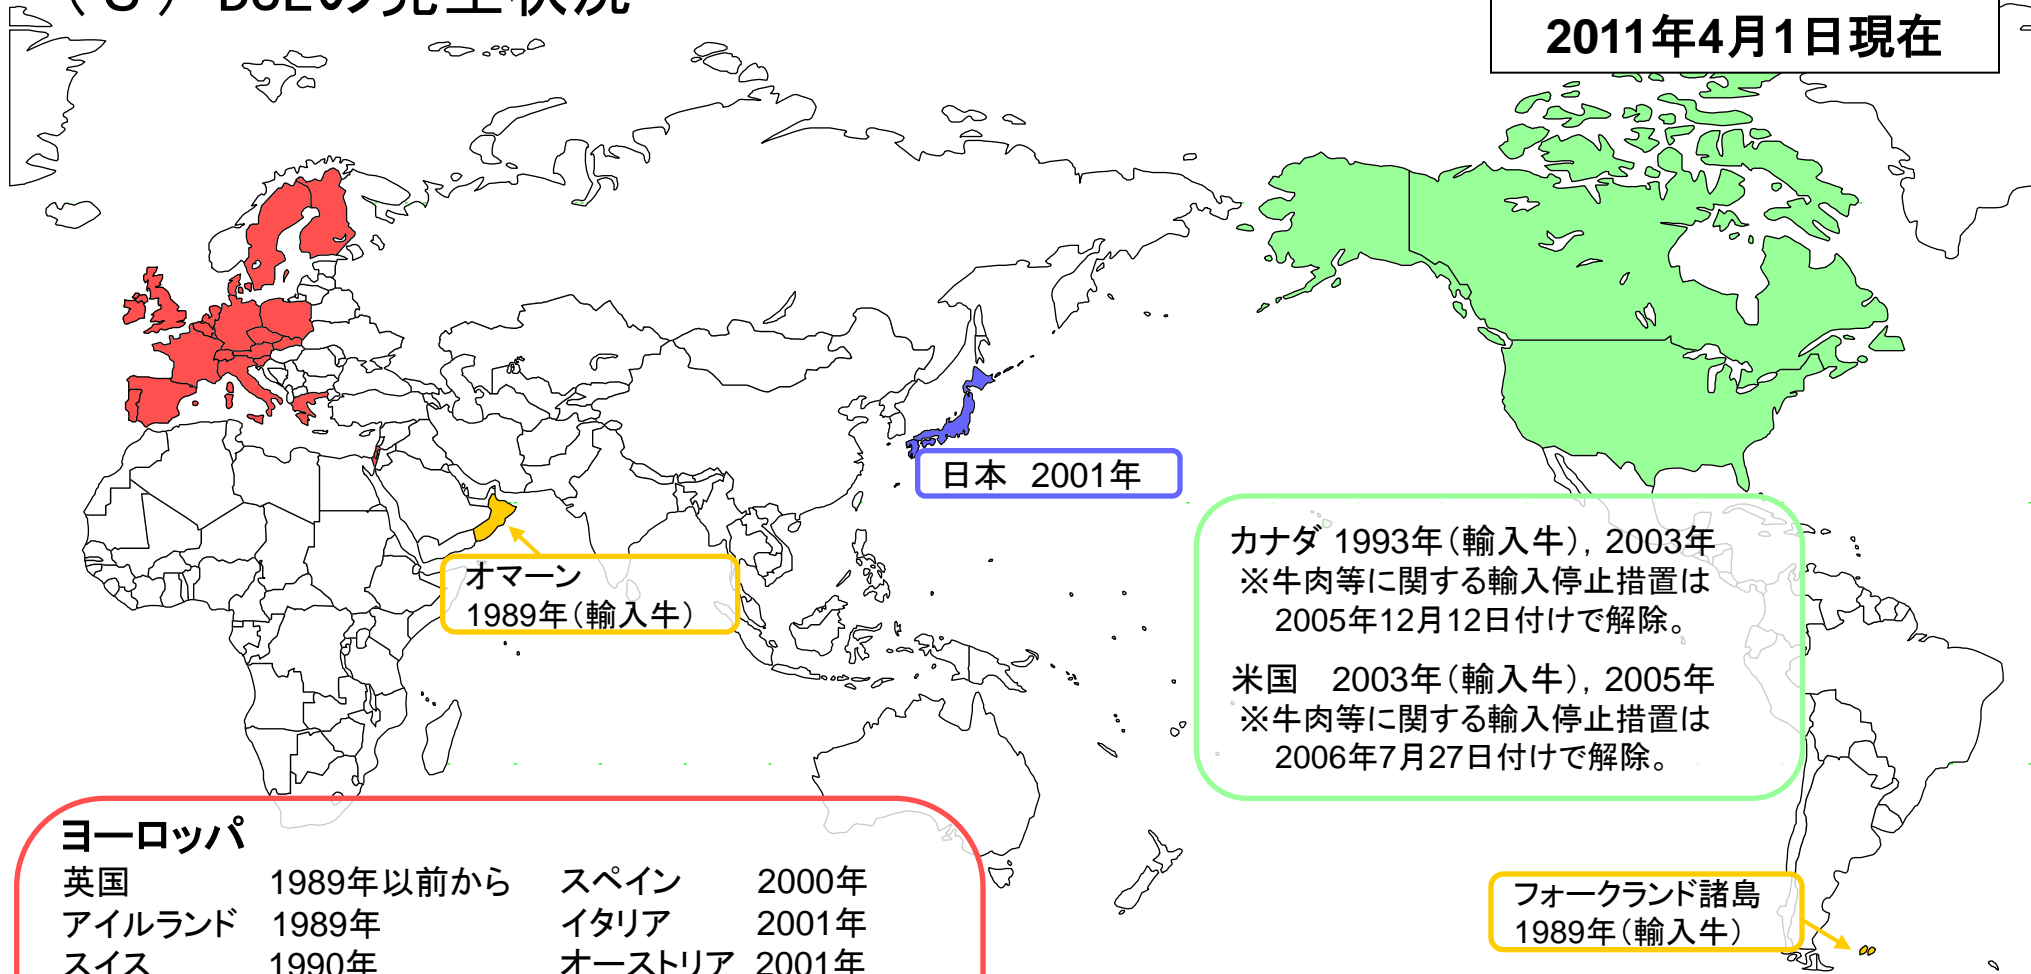 BSEの発生状況
2011年4月1日現在
日本 2001年
オマーン
1989年(輸入牛)
カナダ 1993年(輸入牛), 2003年
※牛肉等に関する輸入停止措置は
2005年12月12日付けで解除。
米国 2003年(輸入牛), 2005年
※牛肉等に関する輸入停止措置は
2006年7月27日付けで解除。
ヨーロッパ
英国 1989年以前から スペイン 2000年
アイルランド 1989年 イタリア 2001年
スイス 1990年 オーストリア 2001年
フォークランド諸島
1989年(輸入牛)